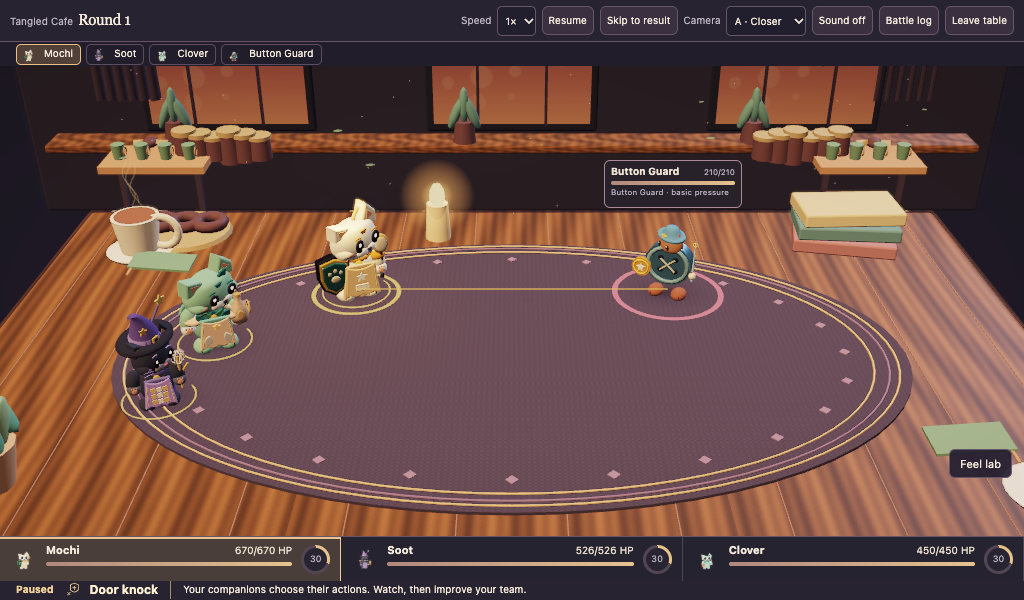 Tangled Cafe Round 1
Speed 1x Resume Skip to result Camera A · Closer Sound off Battle log Leave table
Mochi Soot Clover Button Guard
Button Guard 210/210
Button Guard · basic pressure
Feel lab
Mochi 670/670 HP 30
Soot 526/526 HP 30
Clover 450/450 HP 30
Paused Door knock Your companions choose their actions. Watch, then improve your team.